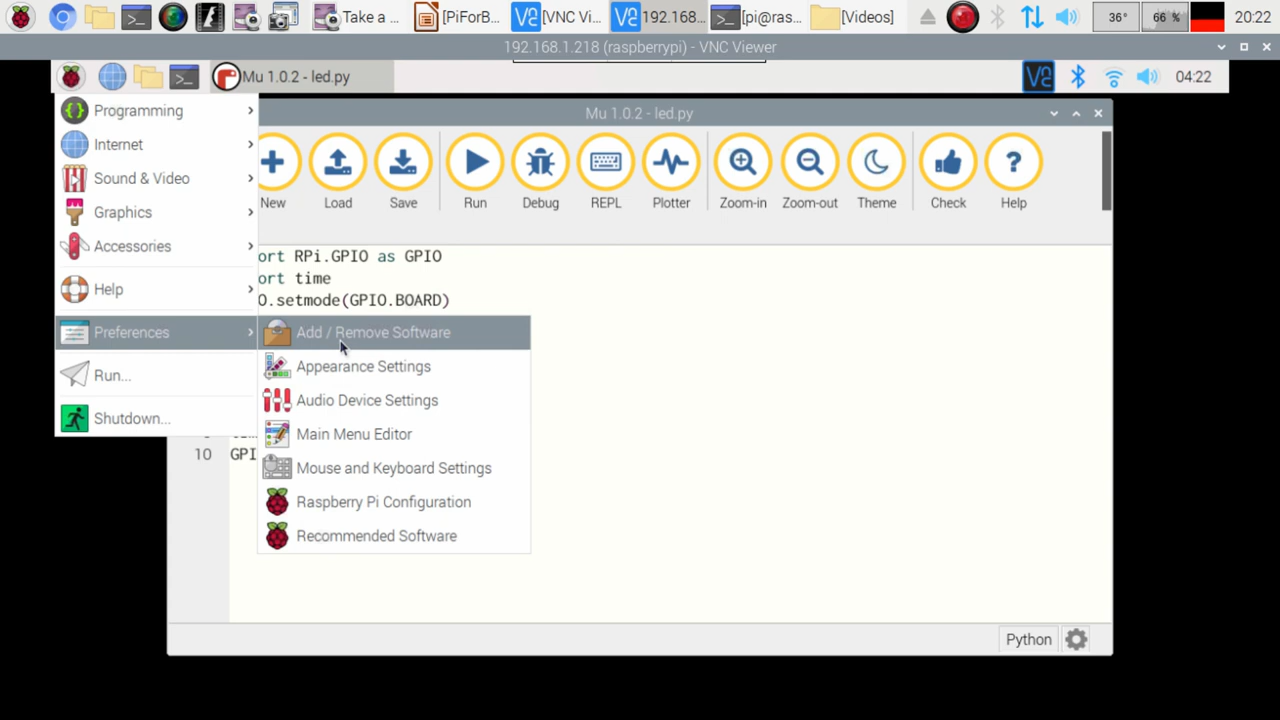 Take a ...
[PiForB...
[VNC Vi...
192.168...
[pi@ras...
[Videos]
36°
66 %
20:22
192.168.1.218 (raspberrypi) - VNC Viewer
Mu 1.0.2 - led.py
04:22
Programming
Internet
Sound & Video
Graphics
Accessories
Help
Preferences
Run...
Shutdown...
Add / Remove Software
Appearance Settings
Audio Device Settings
Main Menu Editor
Mouse and Keyboard Settings
Raspberry Pi Configuration
Recommended Software
Mu 1.0.2 - led.py
New
Load
Save
Run
Debug
REPL
Plotter
Zoom-in
Zoom-out
Theme
Check
Help
ort RPi.GPIO as GPIO
ort time
O.setmode(GPIO.BOARD)
10 GPI
Python